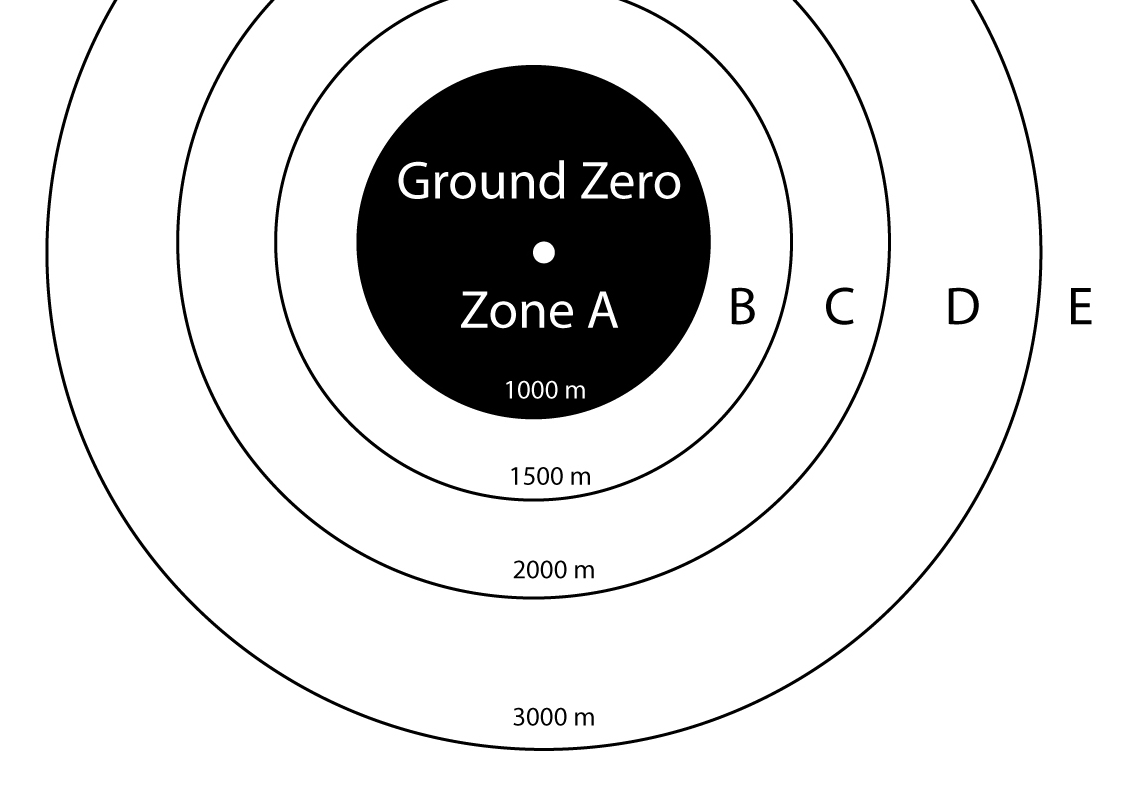 Ground Zero
Zone A
B C D E
1000 m
1500 m
2000 m
3000 m